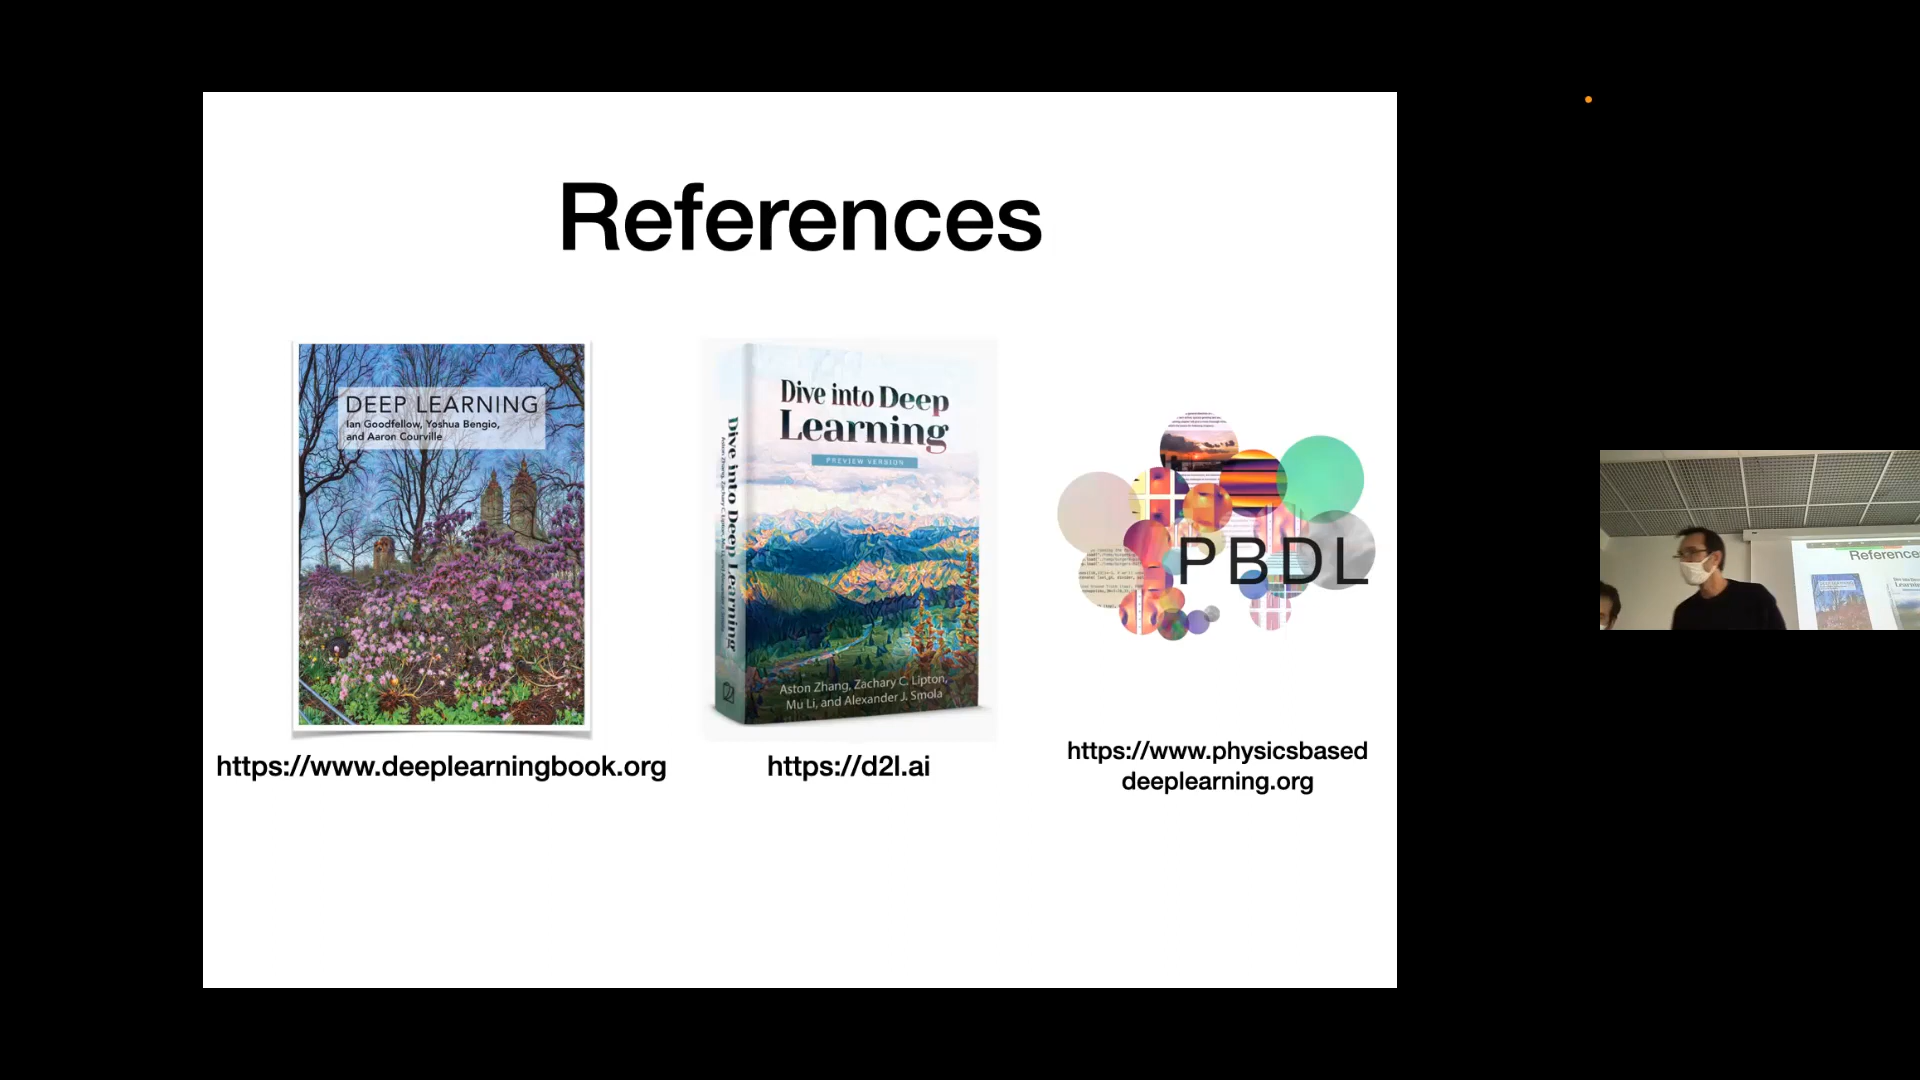 References
DEEP LEARNING
Ian Goodfellow, Yoshua Bengio,
and Aaron Courville
https://www.deeplearningbook.org
Dive into Deep Learning
Dive into Deep
Learning
PREVIEW VERSION
Aston Zhang, Zachary C. Lipton,
Mu Li, and Alexander J. Smola
https://d2l.ai
PBDL
https://www.physicsbased
deeplearning.org
References